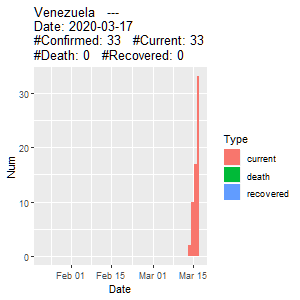 Venezuela   ---
Date: 2020-03-17
#Confirmed: 33   #Current: 33
#Death: 0   #Recovered: 0
30
20
10
0
Num
Feb 01
Feb 15
Mar 01
Mar 15
Date
Type
current
death
recovered